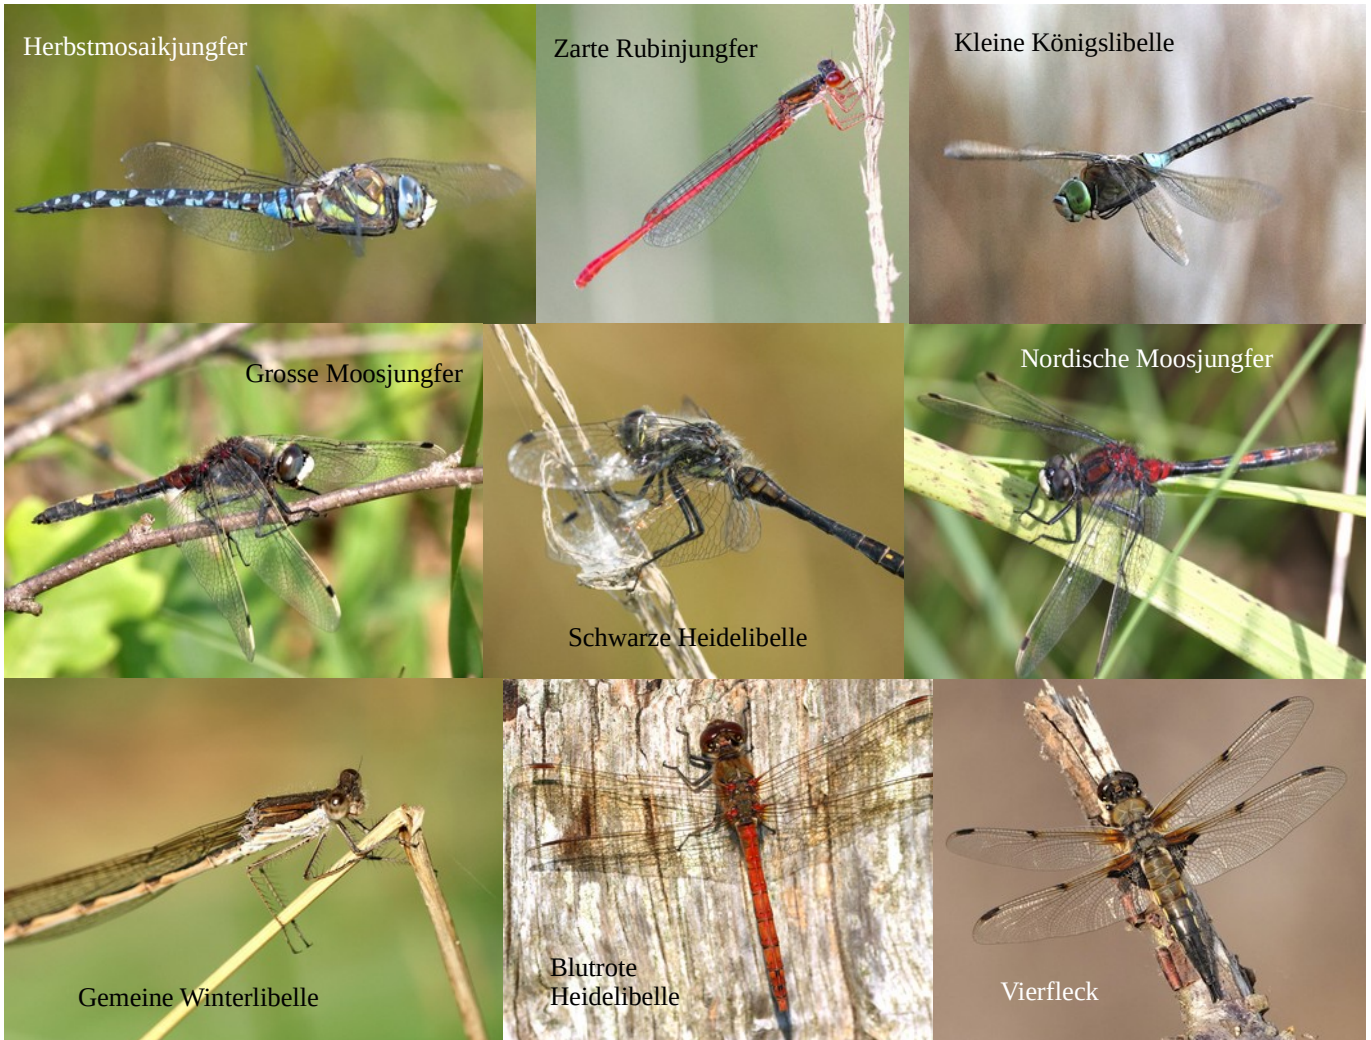 Herbstmosaikjungfer
Zarte Rubinjungfer
Kleine Königslibelle
Grosse Moosjungfer
Schwarze Heidelibelle
Nordische Moosjungfer
Gemeine Winterlibelle
Blutrote
Heidelibelle
Vierfleck